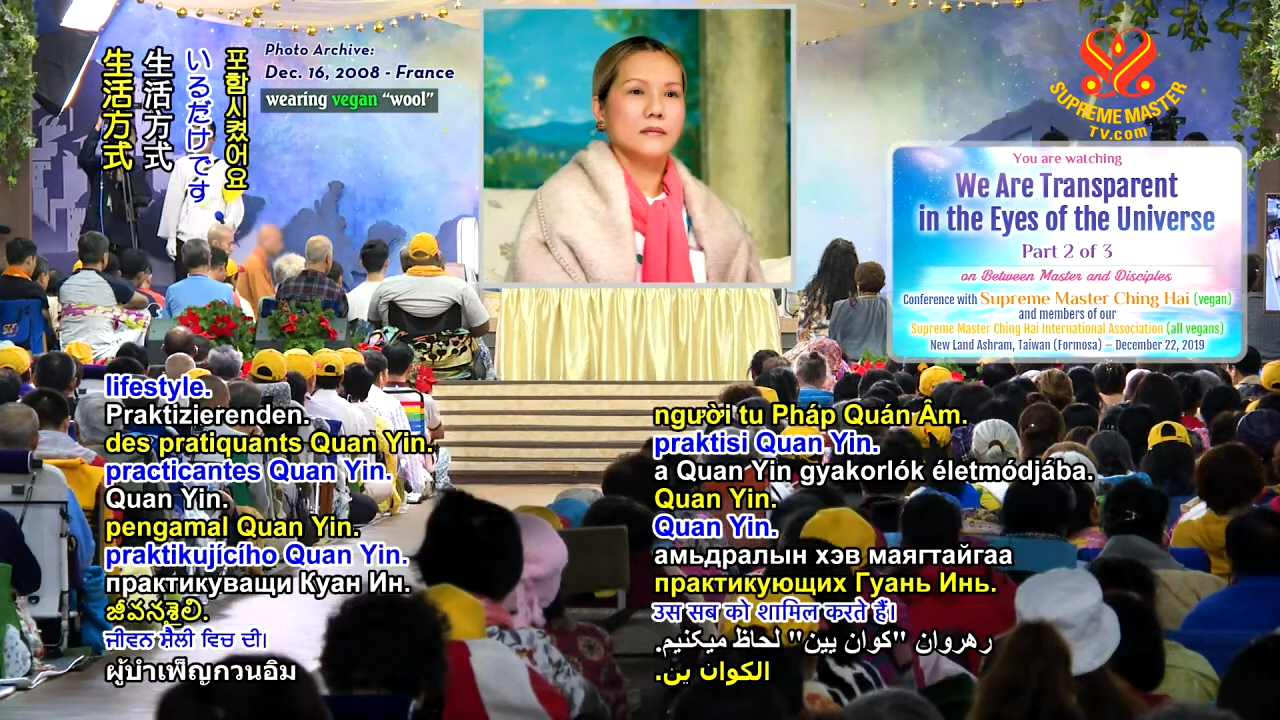 生活方式
生活方式
いるだけです
포함시켰어요
Photo Archive:
Dec. 16, 2008 - France
wearing vegan "wool"
SUPREME MASTER
TV.com
You are watching
We Are Transparent
in the Eyes of the Universe
Part 2 of 3
on Between Master and Disciples
Conference with Supreme Master Ching Hai (vegan)
and members of our
Supreme Master Ching Hai International Association (all vegans)
New Land Ashram, Taiwan (Formosa) – December 22, 2019
lifestyle.
Praktizierenden.
des pratiquants Quan Yin.
practicantes Quan Yin.
Quan Yin.
pengamal Quan Yin.
praktikujícího Quan Yin.
практикуващи Куан Ин.
జీవనశైలి.
ਜੀਵਨ ਸ਼ੈਲੀ ਵਿਚ ਦੀ।
ผู้บำเพ็ญกวนอิม
người tu Pháp Quán Âm.
praktisi Quan Yin.
a Quan Yin gyakorlók életmódjába.
Quan Yin.
Quan Yin.
амьдралын хэв маягтайгаа
практикующих Гуань Инь.
उस सब को शामिल करते हैं।
رهروان "کوان یین" لحاظ میکنیم.
الكوان ين.